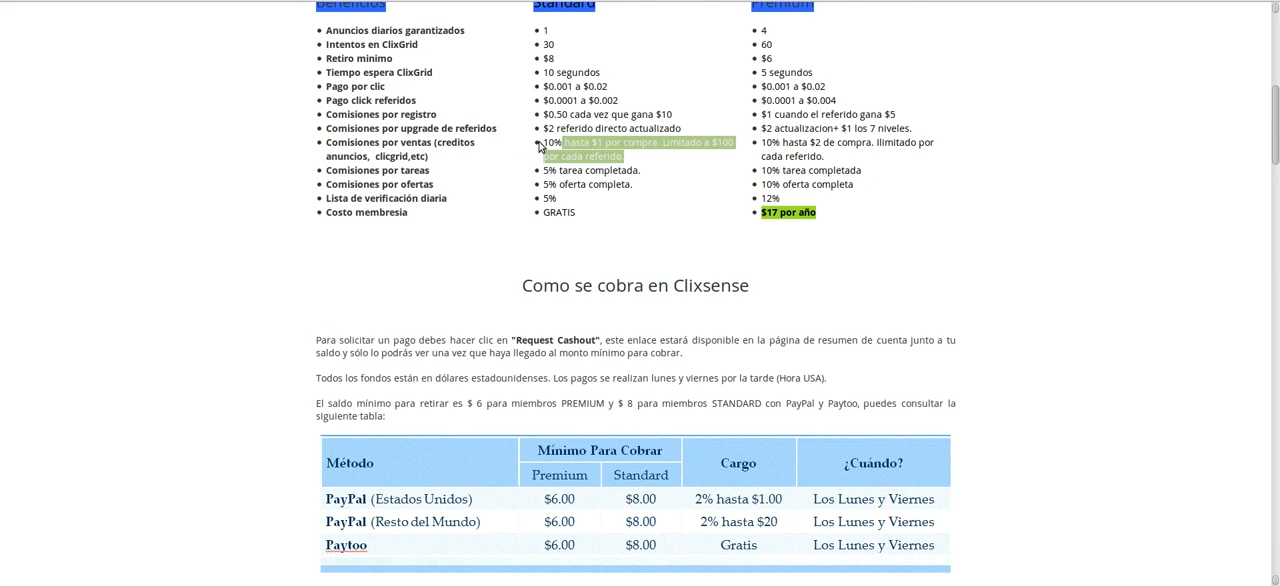 Beneficios Standard Premium
• Anuncios diarios garantizados • 1 • 4
• Intentos en ClixGrid • 30 • 60
• Retiro minimo • $8 • $6
• Tiempo espera ClixGrid • 10 segundos • 5 segundos
• Pago por clic • $0.001 a $0.02 • $0.001 a $0.02
• Pago click referidos • $0.0001 a $0.002 • $0.0001 a $0.004
• Comisiones por registro • $0.50 cada vez que gana $10 • $1 cuando el referido gana $5
• Comisiones por upgrade de referidos • $2 referido directo actualizado • $2 actualizacion+ $1 los 7 niveles.
• Comisiones por ventas (creditos • 10% hasta $1 por compra. Limitado a $100 • 10% hasta $2 de compra. Ilimitado por
anuncios, clicgrid,etc) por cada referido. cada referido.
• Comisiones por tareas • 5% tarea completada. • 10% tarea completada
• Comisiones por ofertas • 5% oferta completa. • 10% oferta completa
• Lista de verificación diaria • 5% • 12%
• Costo membresia • GRATIS • $17 por año
Como se cobra en Clixsense
Para solicitar un pago debes hacer clic en "Request Cashout", este enlace estará disponible en la página de resumen de cuenta junto a tu
saldo y sólo lo podrás ver una vez que haya llegado al monto mínimo para cobrar.
Todos los fondos están en dólares estadounidenses. Los pagos se realizan lunes y viernes por la tarde (Hora USA).
El saldo mínimo para retirar es $ 6 para miembros PREMIUM y $ 8 para miembros STANDARD con PayPal y Paytoo, puedes consultar la
siguiente tabla:
Método Mínimo Para Cobrar Cargo ¿Cuándo?
Premium Standard
PayPal (Estados Unidos) $6.00 $8.00 2% hasta $1.00 Los Lunes y Viernes
PayPal (Resto del Mundo) $6.00 $8.00 2% hasta $20 Los Lunes y Viernes
Paytoo $6.00 $8.00 Gratis Los Lunes y Viernes